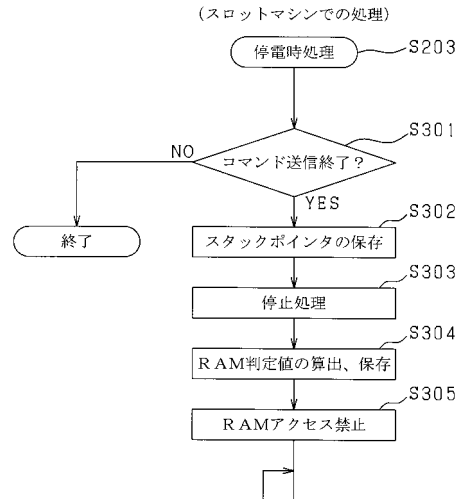 (スロットマシンでの処理)
停電時処理
S203
S301
コマンド送信終了?
NO
YES
終了
S302
スタックポインタの保存
S303
停止処理
S304
RAM判定値の算出、保存
S305
RAMアクセス禁止